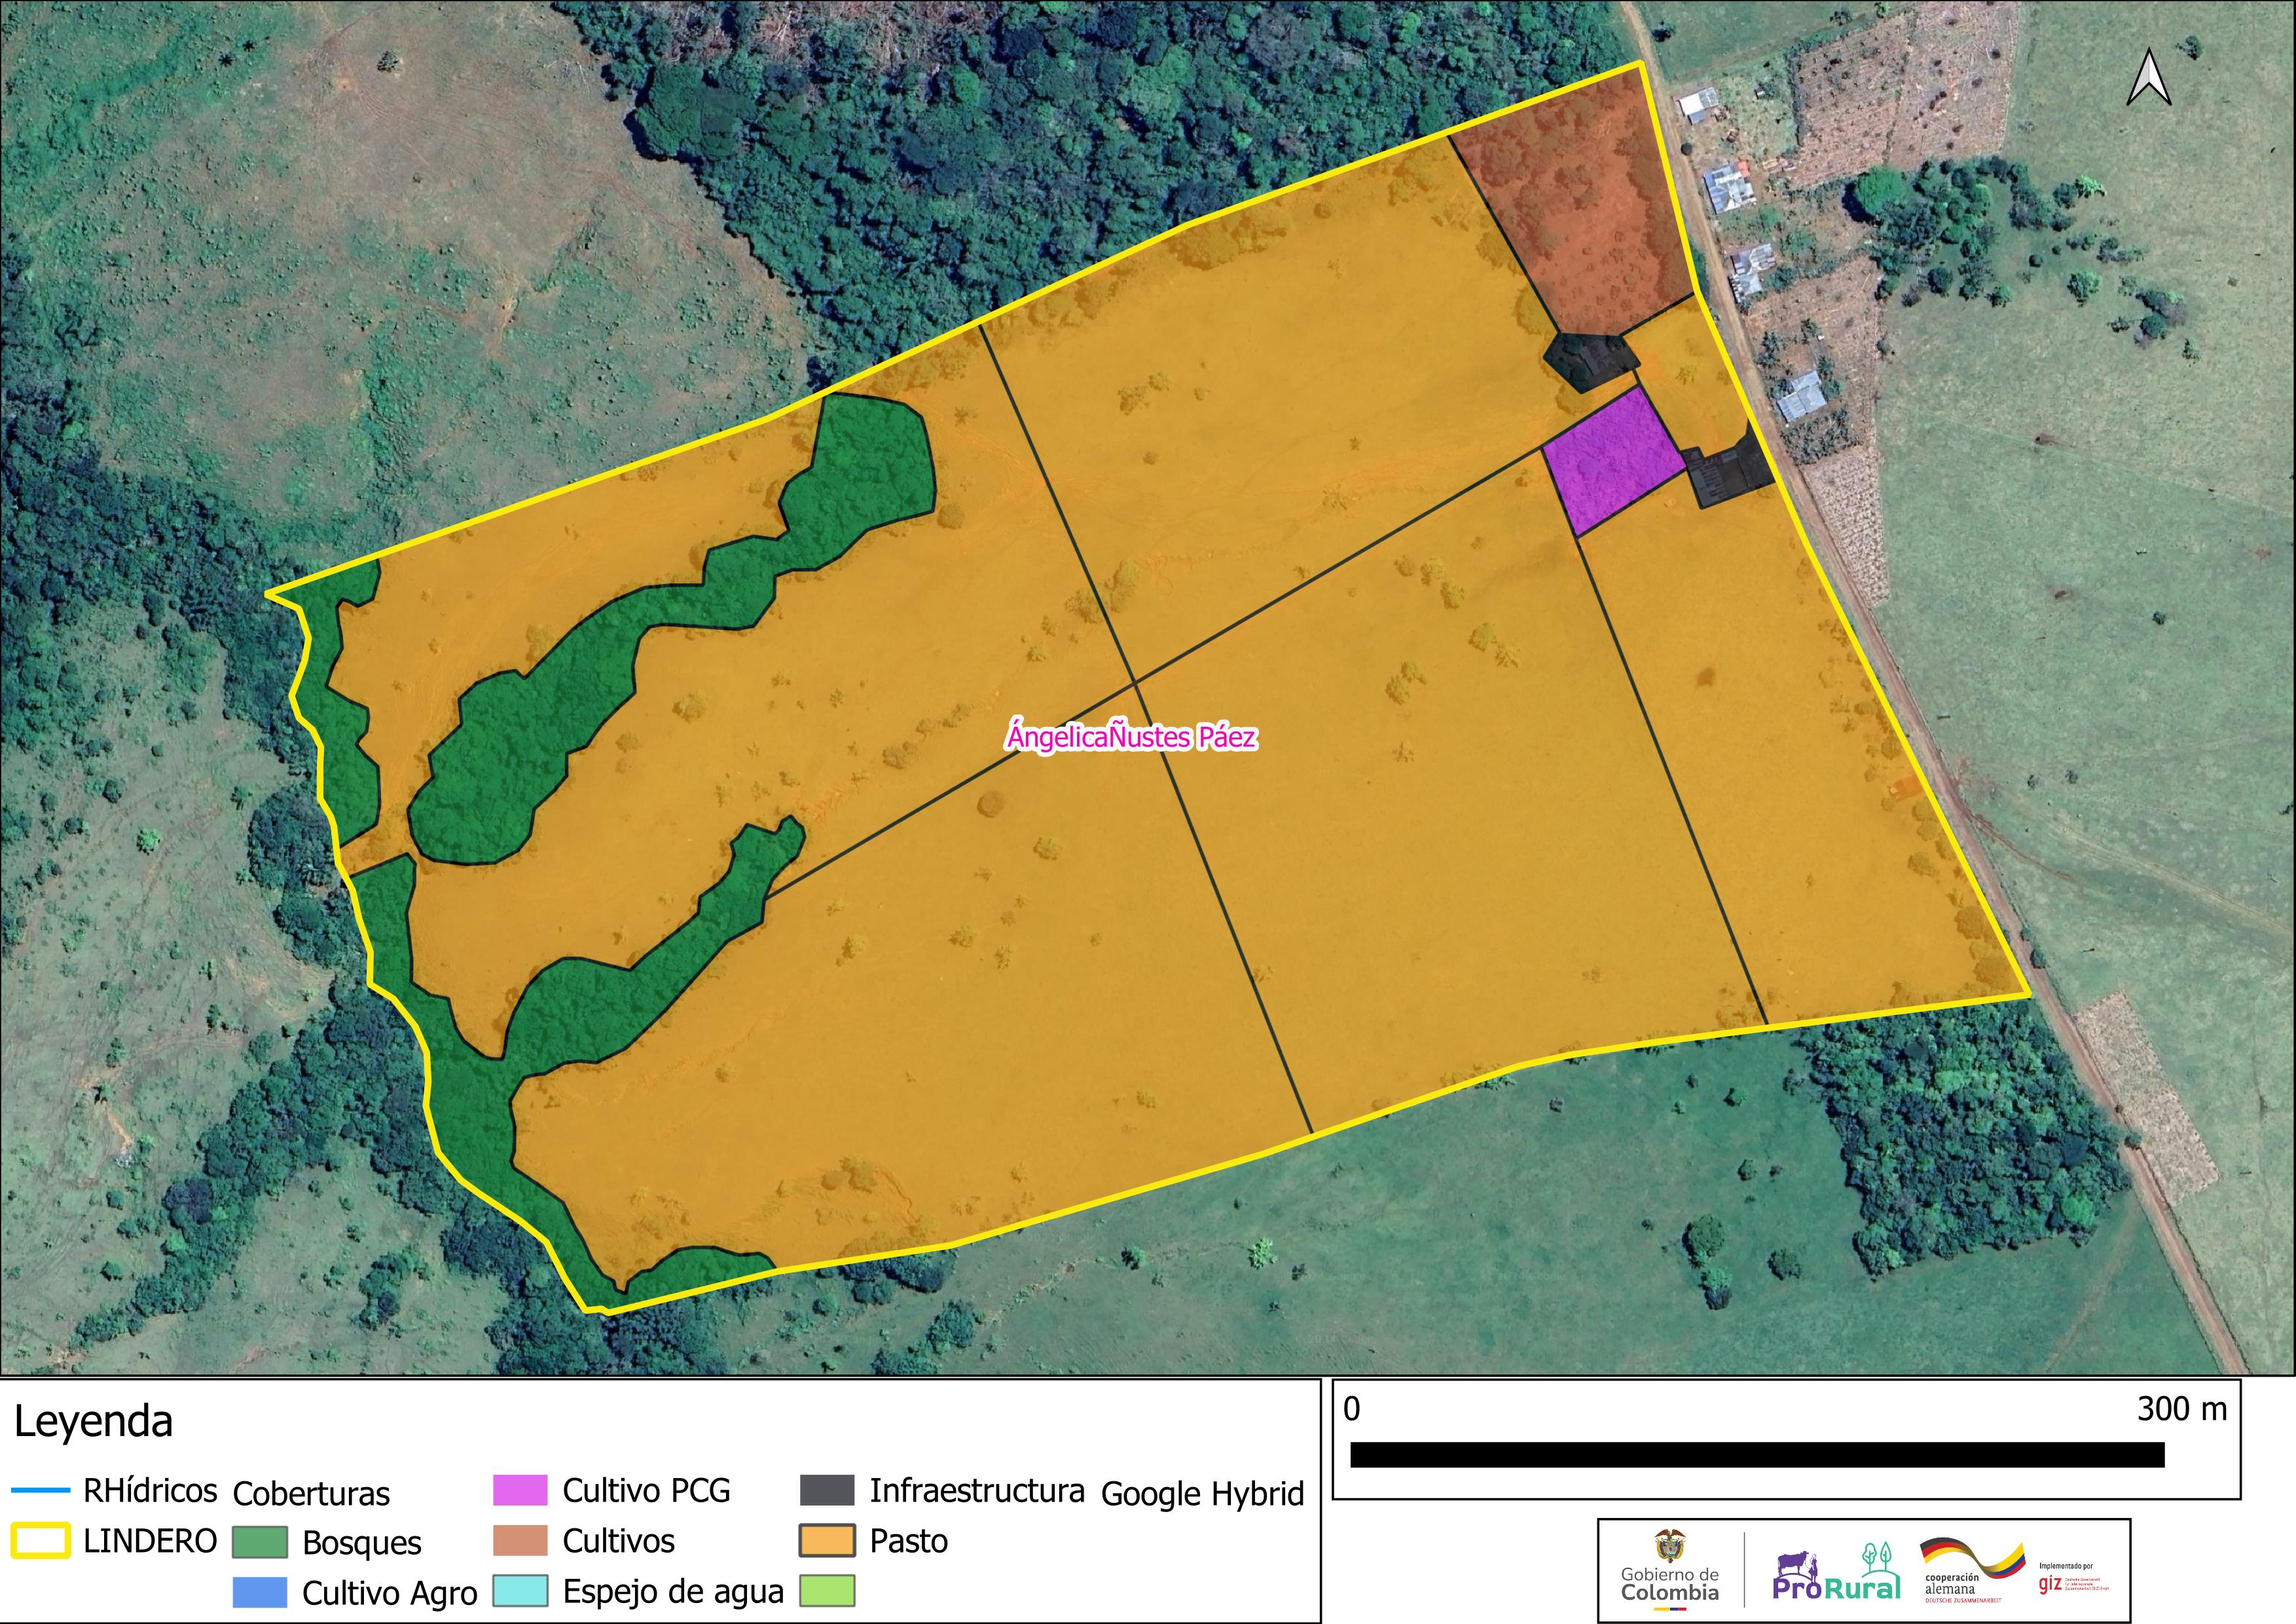 ÁngelicaÑustes Páez
Leyenda
RHídricos
LINDERO
Coberturas
Bosques
Cultivo Agro
Cultivo PCG
Cultivos
Espejo de agua
Infraestructura
Pasto
Google Hybrid
0 300 m
Gobierno de
Colombia
ProRural
cooperación
alemana
DEUTSCHE ZUSAMMENARBEIT
Implementado por
giz